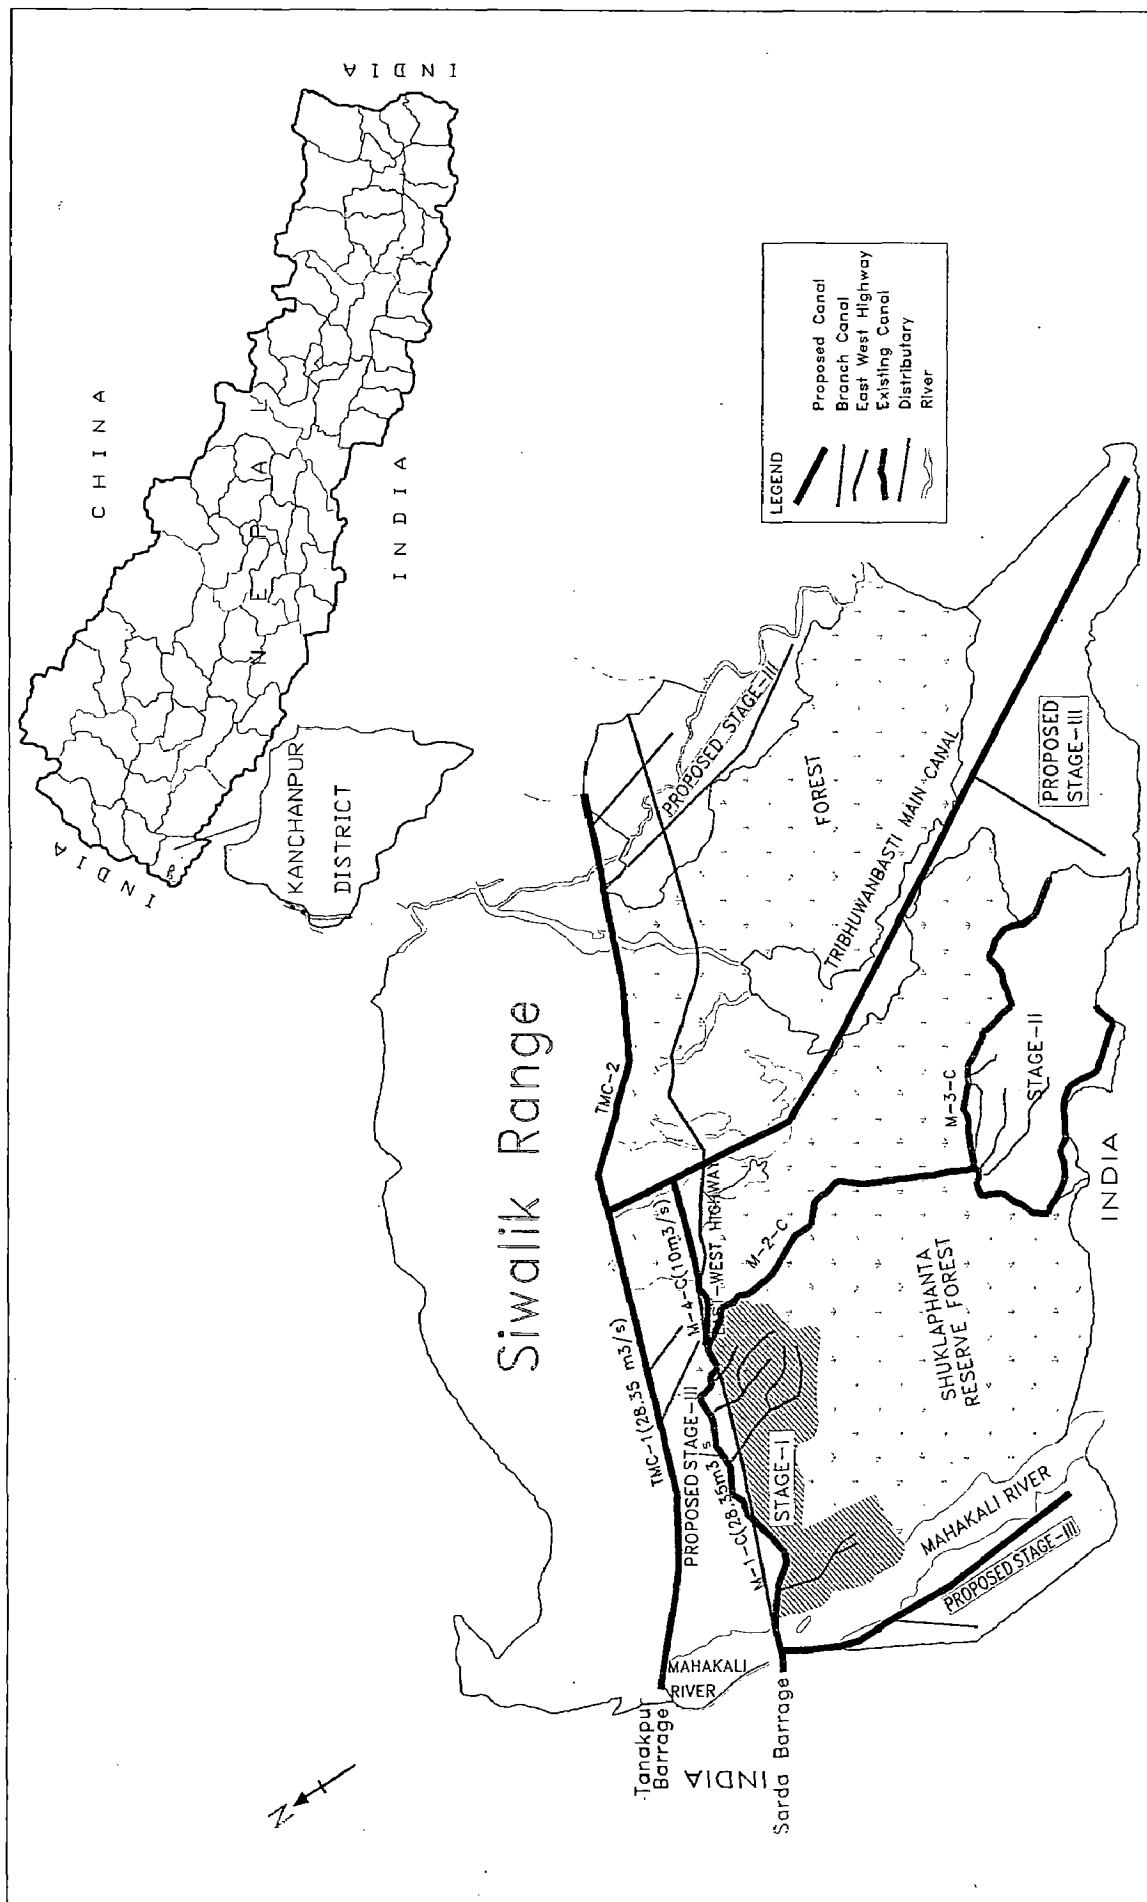 INDIA
CHINA
NEPAL
INDIA
INDIA
KANCHANPUR
DISTRICT
Siwalik Range
N
LEGEND
Proposed Canal
Branch Canal
East West Highway
Existing Canal
Distributary
River
TMC-2
TMC-1(28.35 m3/s)
PROPOSED STAGE-III
M-4-C(10m3/s)
EAST-WEST HIGHWAY
M-1-C(28.35m3/s
PROPOSED STAGE-III
FOREST
TRIBHUWANBASTI MAIN CANAL
PROPOSED
STAGE-III
Tanakpur
Barrage
MAHAKALI
RIVER
INDIA
Sarda Barrage
STAGE-I
M-2-C
M-3-C
STAGE-II
SHUKLAPHANTA
RESERVE FOREST
MAHAKALI RIVER
PROPOSED STAGE-III
INDIA